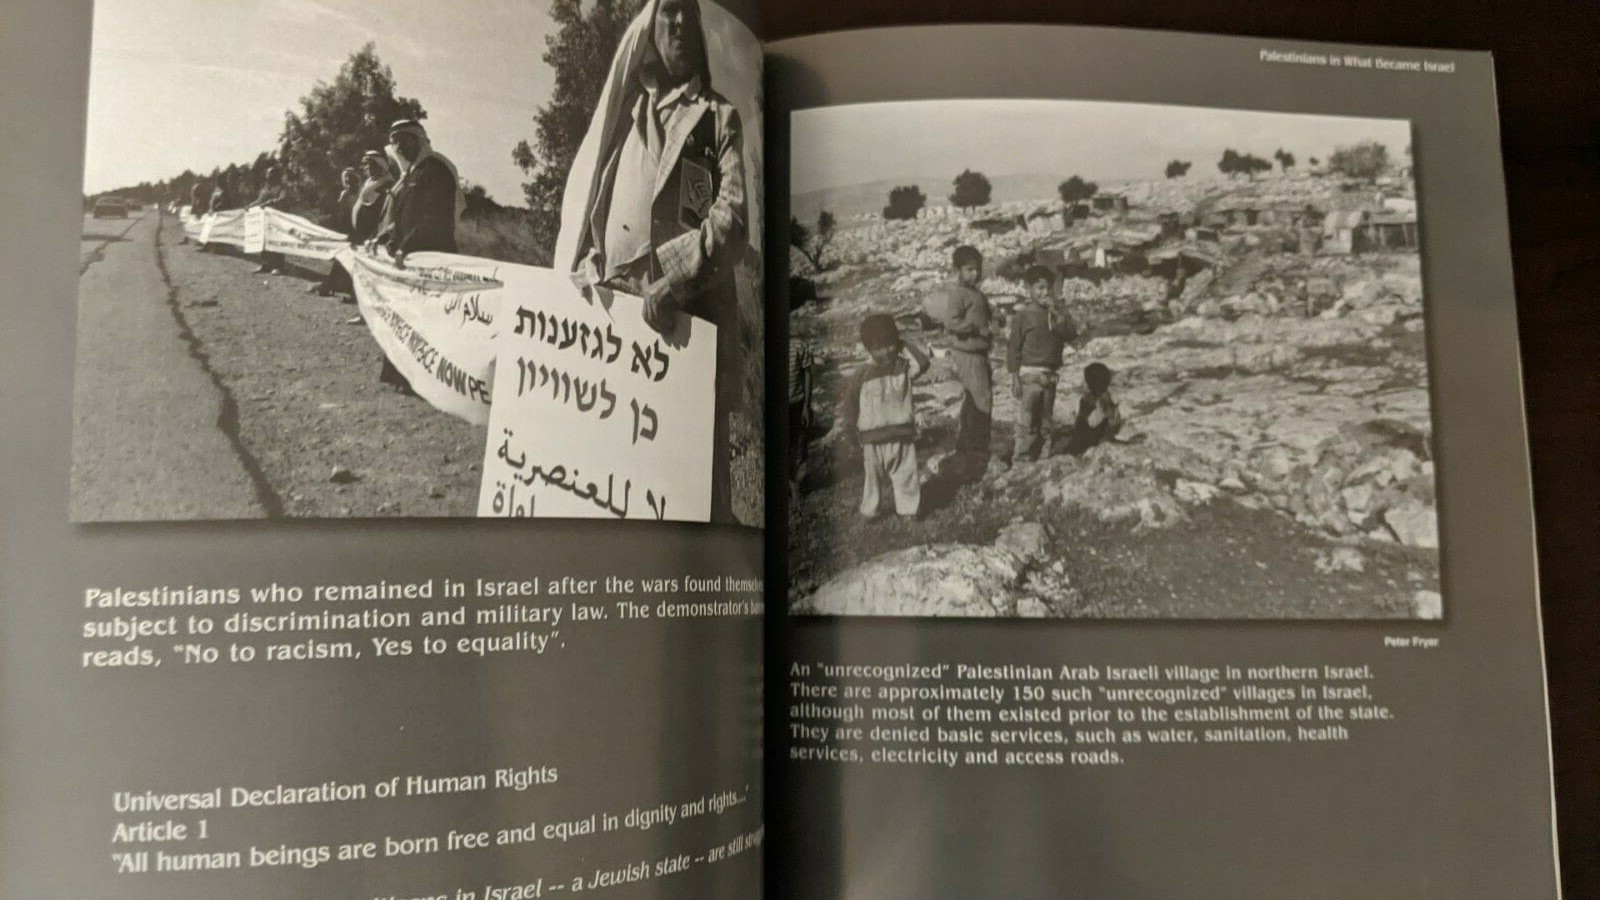 سلام
NOW PE
לא לגזענות
כן לשוויון
لا للعنصرية
Palestinians who remained in Israel after the wars found
subject to discrimination and military law. The demonstrator's
reads, "No to racism, Yes to equality".
Universal Declaration of Human Rights
Article 1
"All human beings are born free and equal in dignity and rights..."
in Israel -- a Jewish state -- are still
Palestinians in What Became Israel
Peter Fryer
An "unrecognized" Palestinian Arab Israeli village in northern Israel.
There are approximately 150 such "unrecognized" villages in Israel,
although most of them existed prior to the establishment of the state.
They are denied basic services, such as water, sanitation, health
services, electricity and access roads.